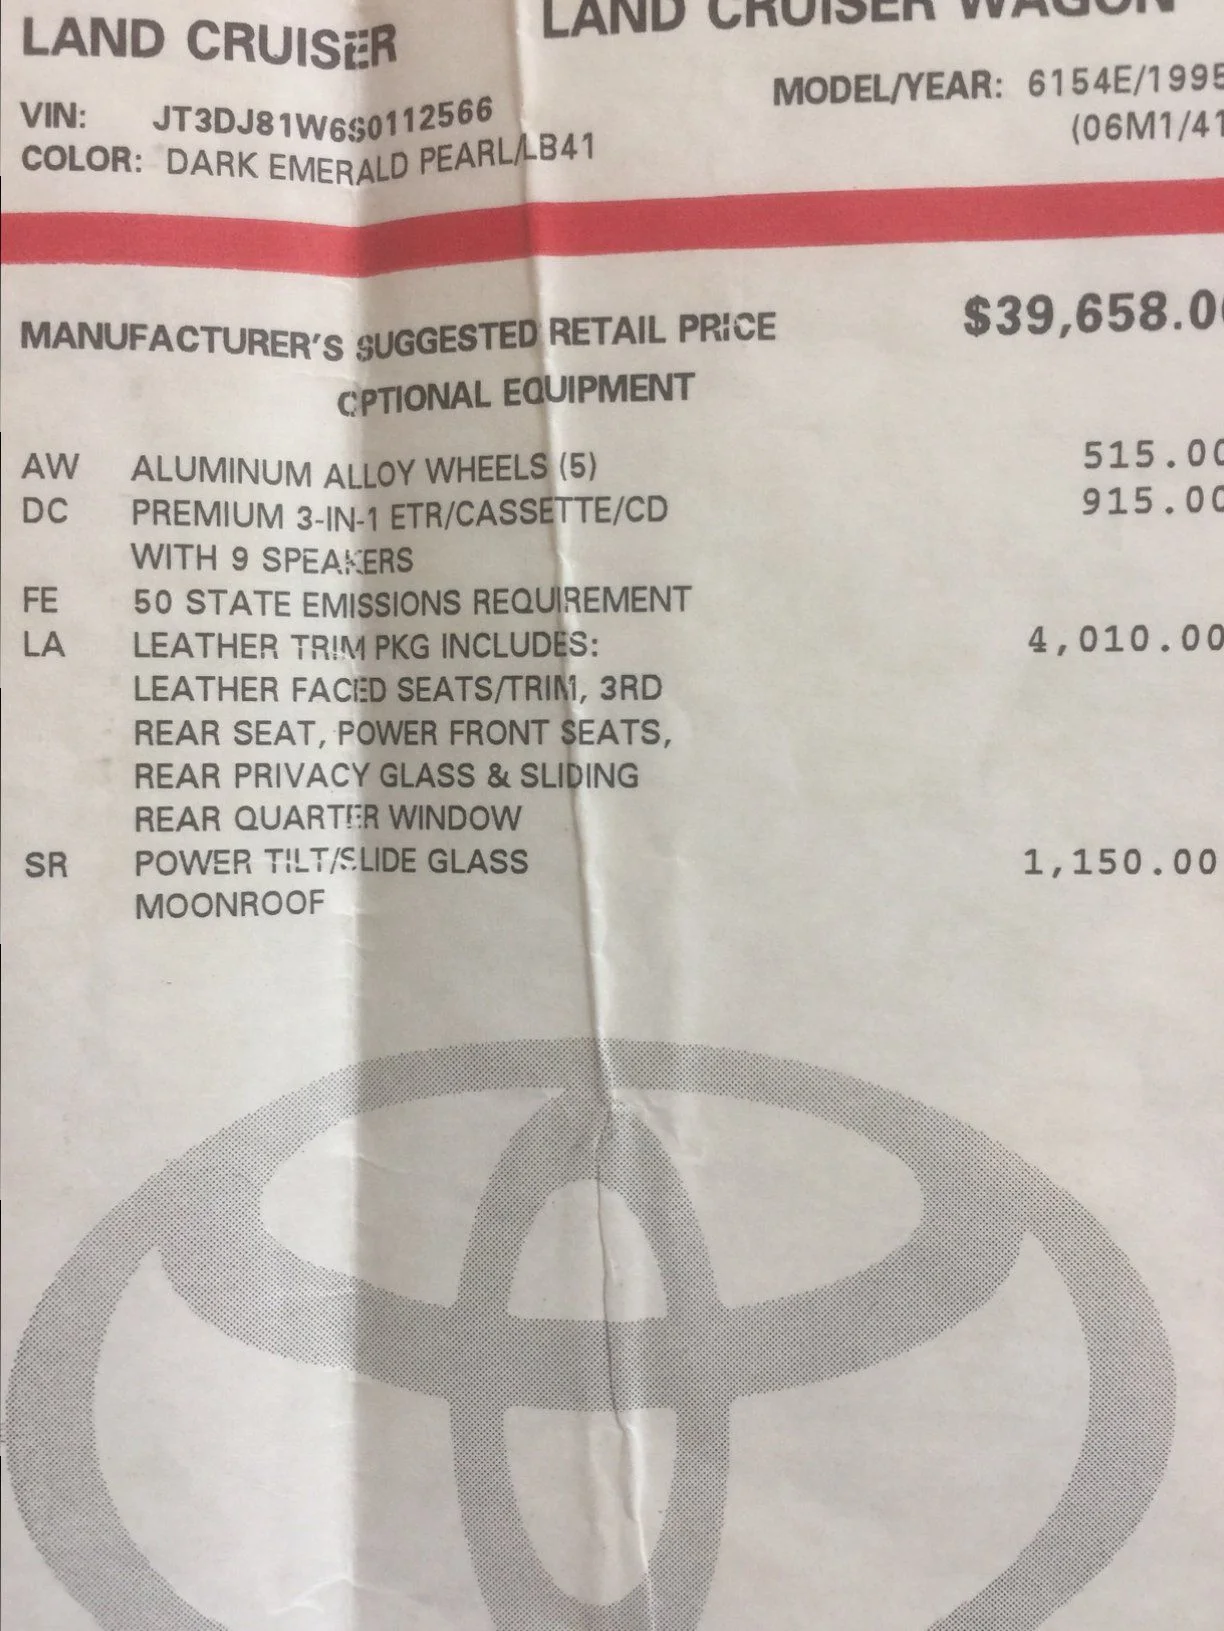 LAND CRUISER
LAND CRUISER WAGON
VIN: JT3DJ81W6S0112566
MODEL/YEAR: 6154E/1995
COLOR: DARK EMERALD PEARL/LB41
(06M1/41
MANUFACTURER'S SUGGESTED RETAIL PRICE $39,658.00
OPTIONAL EQUIPMENT
AW ALUMINUM ALLOY WHEELS (5) 515.00
DC PREMIUM 3-IN-1 ETR/CASSETTE/CD 915.00
WITH 9 SPEAKERS
FE 50 STATE EMISSIONS REQUIREMENT
LA LEATHER TRIM PKG INCLUDES: 4,010.00
LEATHER FACED SEATS/TRIM, 3RD
REAR SEAT, POWER FRONT SEATS,
REAR PRIVACY GLASS & SLIDING
REAR QUARTER WINDOW
SR POWER TILT/SLIDE GLASS 1,150.00
MOONROOF